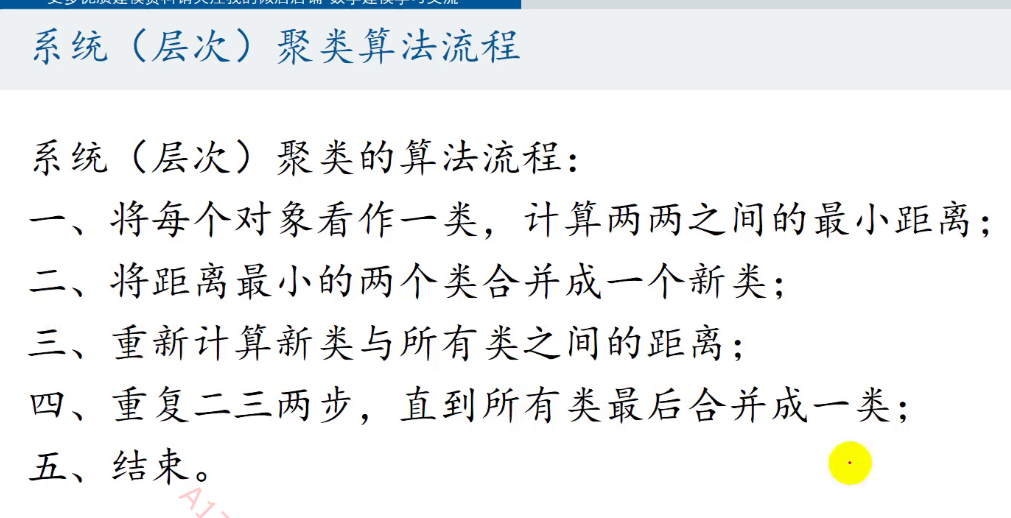 系统（层次）聚类算法流程
系统（层次）聚类的算法流程：
一、将每个对象看作一类，计算两两之间的最小距离；
二、将距离最小的两个类合并成一个新类；
三、重新计算新类与所有类之间的距离；
四、重复二三两步，直到所有类最后合并成一类；
五、结束。